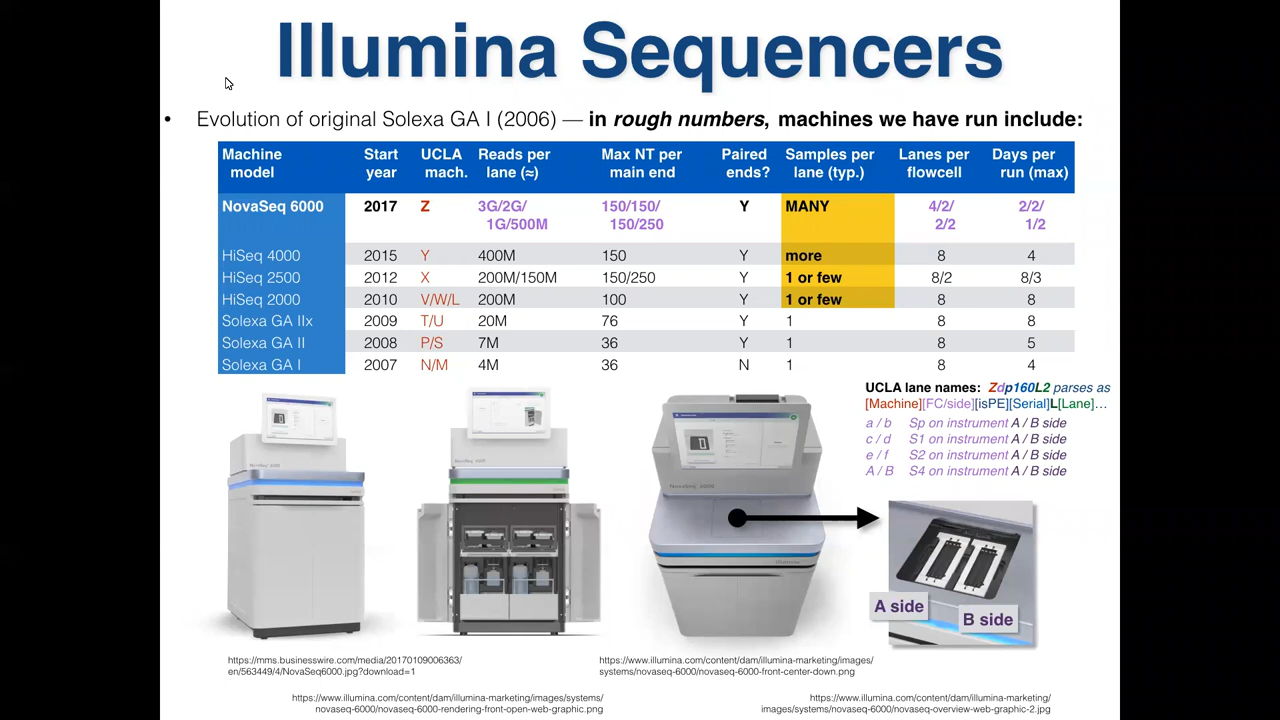 Illumina Sequencers
• Evolution of original Solexa GA I (2006) — in rough numbers, machines we have run include:
Machine model Start year UCLA mach. Reads per lane (≈) Max NT per main end Paired ends? Samples per lane (typ.) Lanes per flowcell Days per run (max)
NovaSeq 6000 2017 Z 3G/2G/ 1G/500M 150/150/ 150/250 Y MANY 4/2/ 2/2 2/2/ 1/2
HiSeq 4000 2015 Y 400M 150 Y more 8 4
HiSeq 2500 2012 X 200M/150M 150/250 Y 1 or few 8/2 8/3
HiSeq 2000 2010 V/W/L 200M 100 Y 1 or few 8 8
Solexa GA IIx 2009 T/U 20M 76 Y 1 8 8
Solexa GA II 2008 P/S 7M 36 Y 1 8 5
Solexa GA I 2007 N/M 4M 36 N 1 8 4
UCLA lane names: Zdp160L2 parses as
[Machine][FC/side][isPE][Serial]L[Lane]…
a / b Sp on instrument A / B side
c / d S1 on instrument A / B side
e / f S2 on instrument A / B side
A / B S4 on instrument A / B side
NovaSeq 6000
illumina
A side
B side
https://mms.businesswire.com/media/20170109006363/
en/563449/4/NovaSeq6000.jpg?download=1
https://www.illumina.com/content/dam/illumina-marketing/images/
systems/novaseq-6000/novaseq-6000-front-center-down.png
https://www.illumina.com/content/dam/illumina-marketing/images/systems/
novaseq-6000/novaseq-6000-rendering-front-open-web-graphic.png
https://www.illumina.com/content/dam/illumina-marketing/
images/systems/novaseq-6000/novaseq-overview-web-graphic-2.jpg